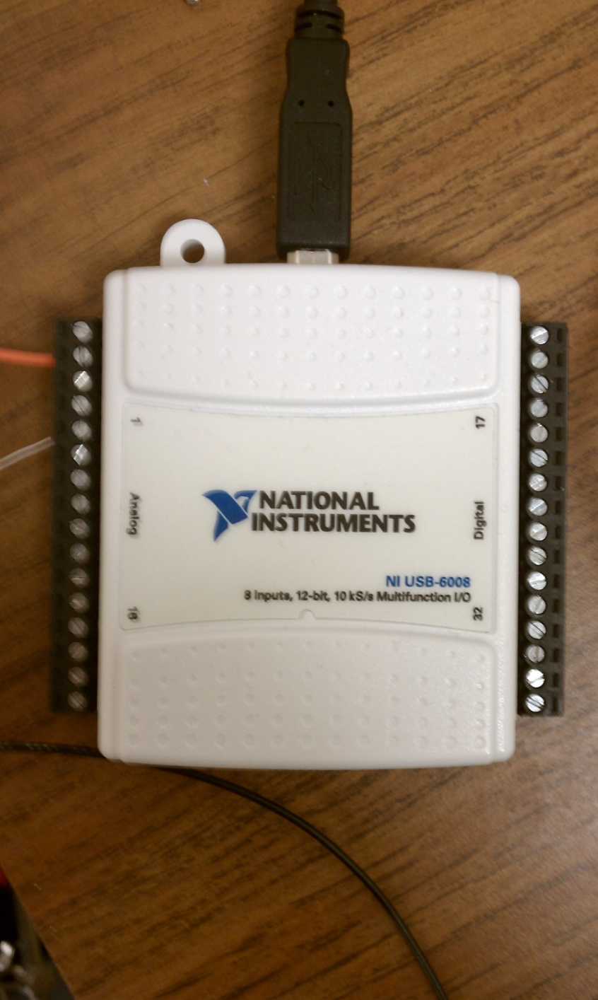 1
17
Analog
NATIONAL
INSTRUMENTS
Digital
NI USB-6008
8 Inputs, 12-bit, 10 kS/s Multifunction I/O
16
32